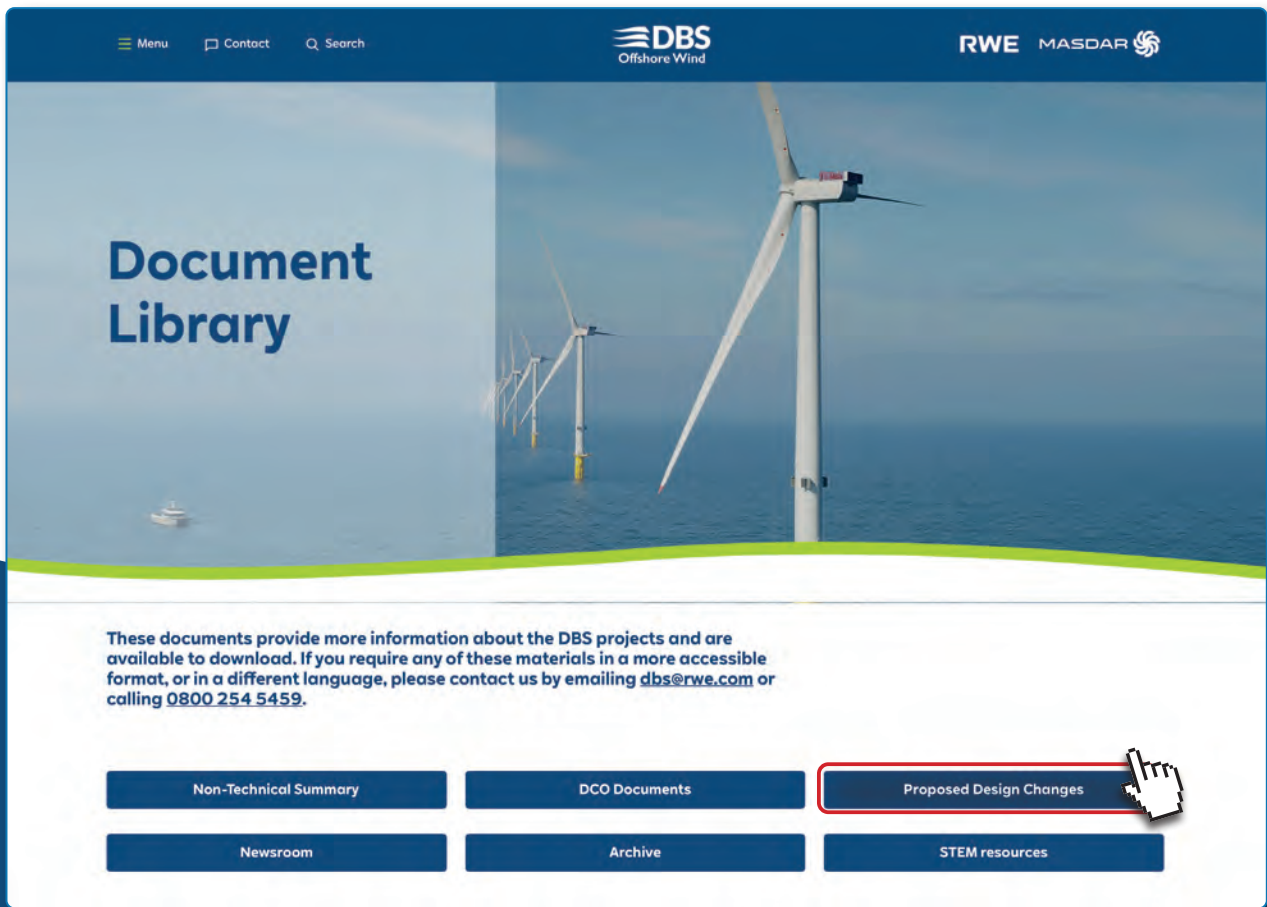 Menu
Contact
Search
DBS
Offshore Wind
RWE
MASDAR
Document
Library
These documents provide more information about the DBS projects and are
available to download. If you require any of these materials in a more accessible
format, or in a different language, please contact us by emailing dbs@rwe.com or
calling 0800 254 5459.
Non-Technical Summary
DCO Documents
Proposed Design Changes
Newsroom
Archive
STEM resources